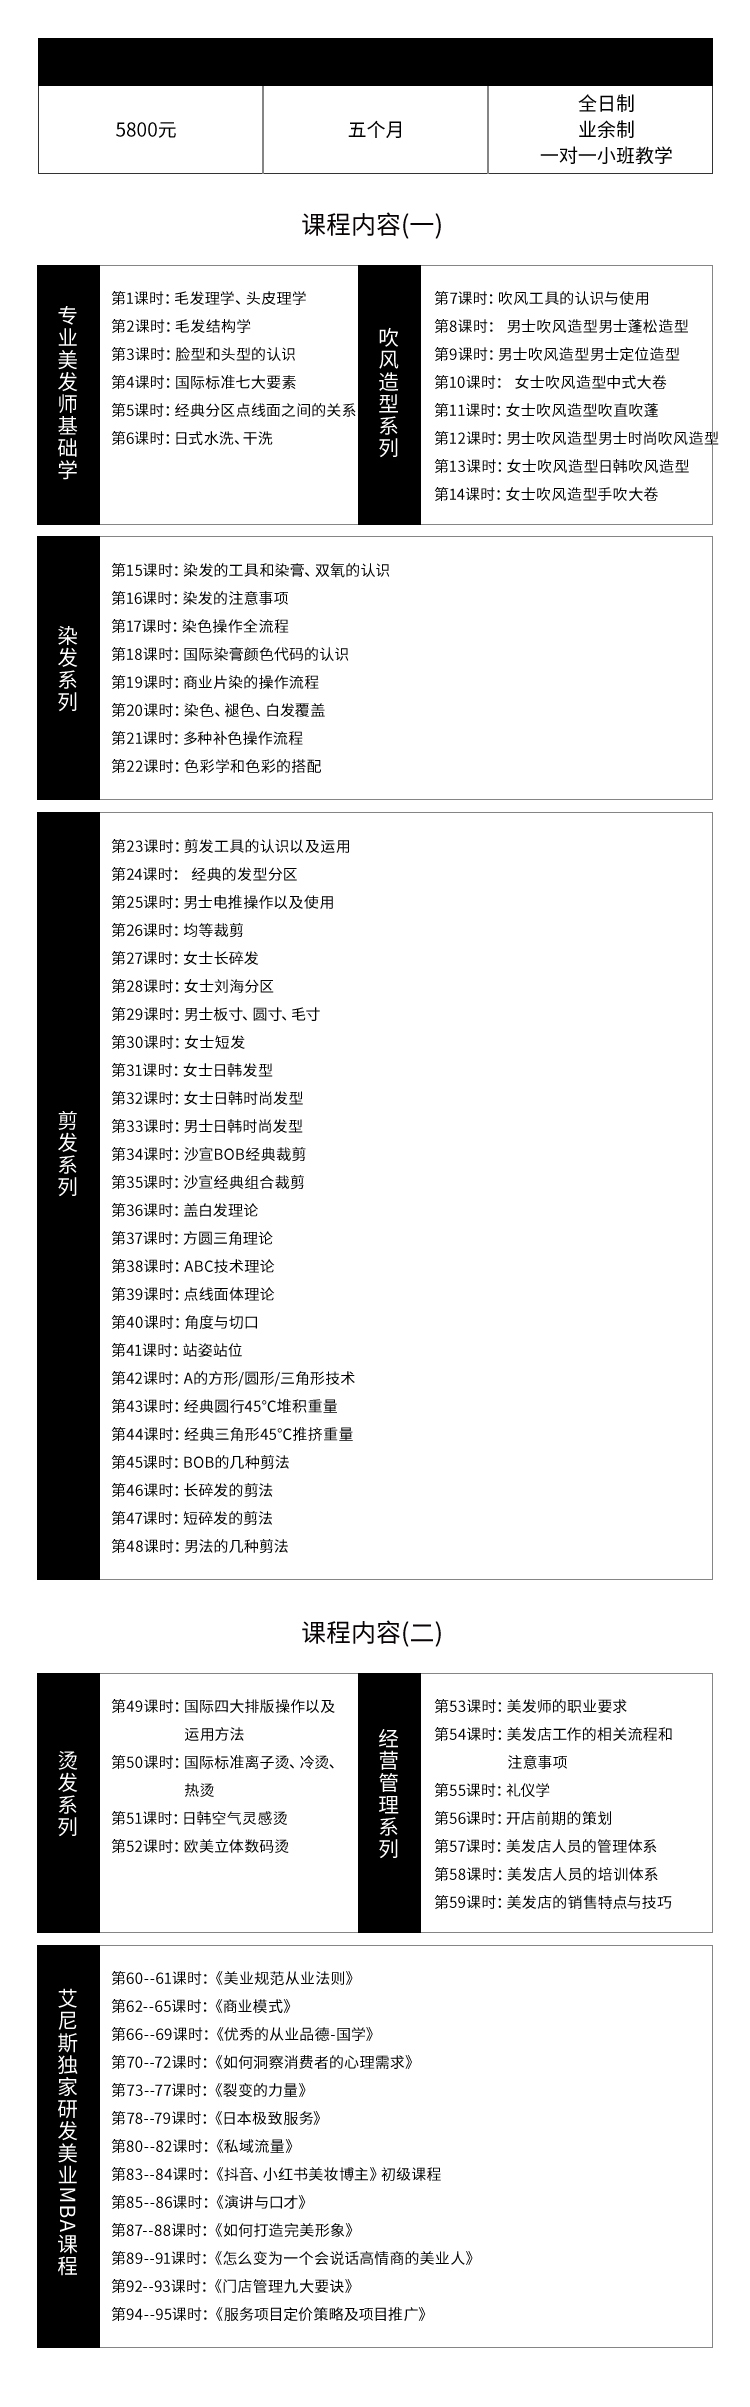 5800元
五个月
全日制
业余制
一对一小班教学
课程内容(一)
专业美发师基础学
第1课时：毛发理学、头皮理学
第2课时：毛发结构学
第3课时：脸型和头型的认识
第4课时：国际标准七大要素
第5课时：经典分区点线面之间的关系
第6课时：日式水洗、干洗
吹风造型系列
第7课时：吹风工具的认识与使用
第8课时： 男士吹风造型男士蓬松造型
第9课时：男士吹风造型男士定位造型
第10课时： 女士吹风造型中式大卷
第11课时：女士吹风造型吹直吹蓬
第12课时：男士吹风造型男士时尚吹风造型
第13课时：女士吹风造型日韩吹风造型
第14课时：女士吹风造型手吹大卷
染发系列
第15课时：染发的工具和染膏、双氧的认识
第16课时：染发的注意事项
第17课时：染色操作全流程
第18课时：国际染膏颜色代码的认识
第19课时：商业片染的操作流程
第20课时：染色、褪色、白发覆盖
第21课时：多种补色操作流程
第22课时：色彩学和色彩的搭配
剪发系列
第23课时：剪发工具的认识以及运用
第24课时： 经典的发型分区
第25课时：男士电推操作以及使用
第26课时：均等裁剪
第27课时：女士长碎发
第28课时：女士刘海分区
第29课时：男士板寸、圆寸、毛寸
第30课时：女士短发
第31课时：女士日韩发型
第32课时：女士日韩时尚发型
第33课时：男士日韩时尚发型
第34课时：沙宣BOB经典裁剪
第35课时：沙宣经典组合裁剪
第36课时：盖白发理论
第37课时：方圆三角理论
第38课时：ABC技术理论
第39课时：点线面体理论
第40课时：角度与切口
第41课时：站姿站位
第42课时：A的方形/圆形/三角形技术
第43课时：经典圆行45℃堆积重量
第44课时：经典三角形45℃推挤重量
第45课时：BOB的几种剪法
第46课时：长碎发的剪法
第47课时：短碎发的剪法
第48课时：男法的几种剪法
课程内容(二)
烫发系列
第49课时：国际四大排版操作以及
运用方法
第50课时：国际标准离子烫、冷烫、
热烫
第51课时：日韩空气灵感烫
第52课时：欧美立体数码烫
经营管理系列
第53课时：美发师的职业要求
第54课时：美发店工作的相关流程和
注意事项
第55课时：礼仪学
第56课时：开店前期的策划
第57课时：美发店人员的管理体系
第58课时：美发店人员的培训体系
第59课时：美发店的销售特点与技巧
艾尼斯独家研发美业MBA课程
第60--61课时：《美业规范从业法则》
第62--65课时：《商业模式》
第66--69课时：《优秀的从业品德-国学》
第70--72课时：《如何洞察消费者的心理需求》
第73--77课时：《裂变的力量》
第78--79课时：《日本极致服务》
第80--82课时：《私域流量》
第83--84课时：《抖音、小红书美妆博主》初级课程
第85--86课时：《演讲与口才》
第87--88课时：《如何打造完美形象》
第89--91课时：《怎么变为一个会说话高情商的美业人》
第92--93课时：《门店管理九大要诀》
第94--95课时：《服务项目定价策略及项目推广》